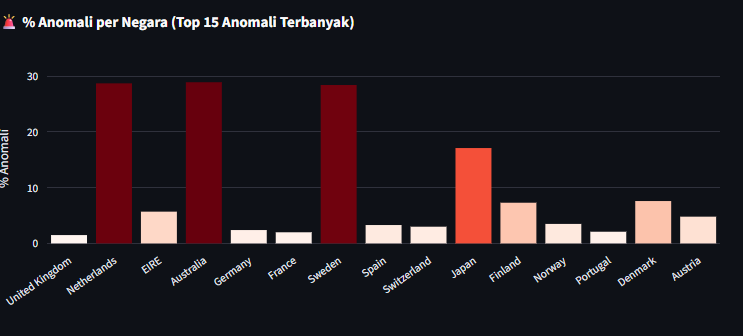 🚨 % Anomali per Negara (Top 15 Anomali Terbanyak)
% Anomali
30
20
10
0
United Kingdom
Netherlands
EIRE
Australia
Germany
France
Sweden
Spain
Switzerland
Japan
Finland
Norway
Portugal
Denmark
Austria